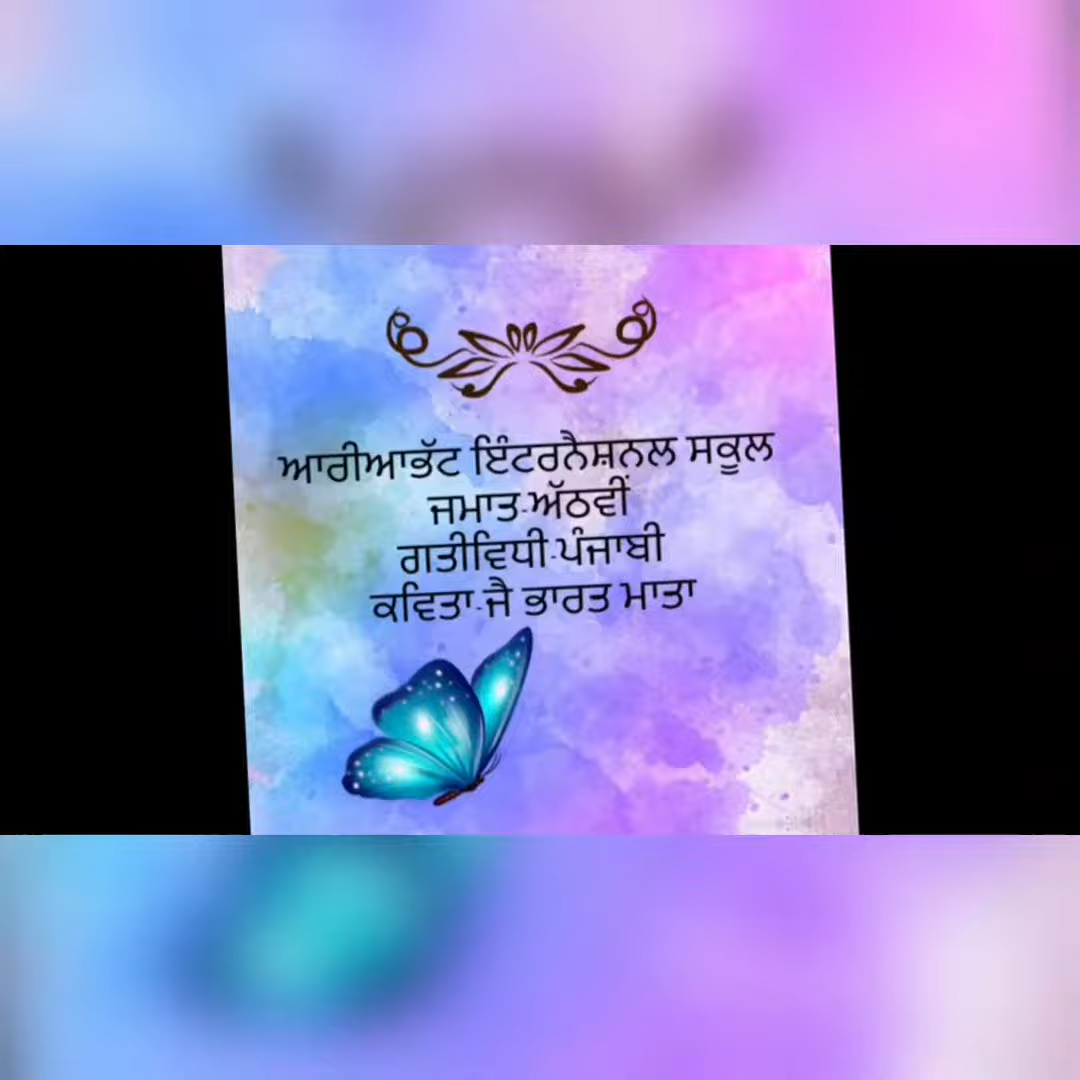 ਆਰੀਆਭੱਟ ਇੰਟਰਨੈਸ਼ਨਲ ਸਕੂਲ
ਜਮਾਤ-ਅੱਠਵੀਂ
ਗਤੀਵਿਧੀ-ਪੰਜਾਬੀ
ਕਵਿਤਾ-ਜੈ ਭਾਰਤ ਮਾਤਾ